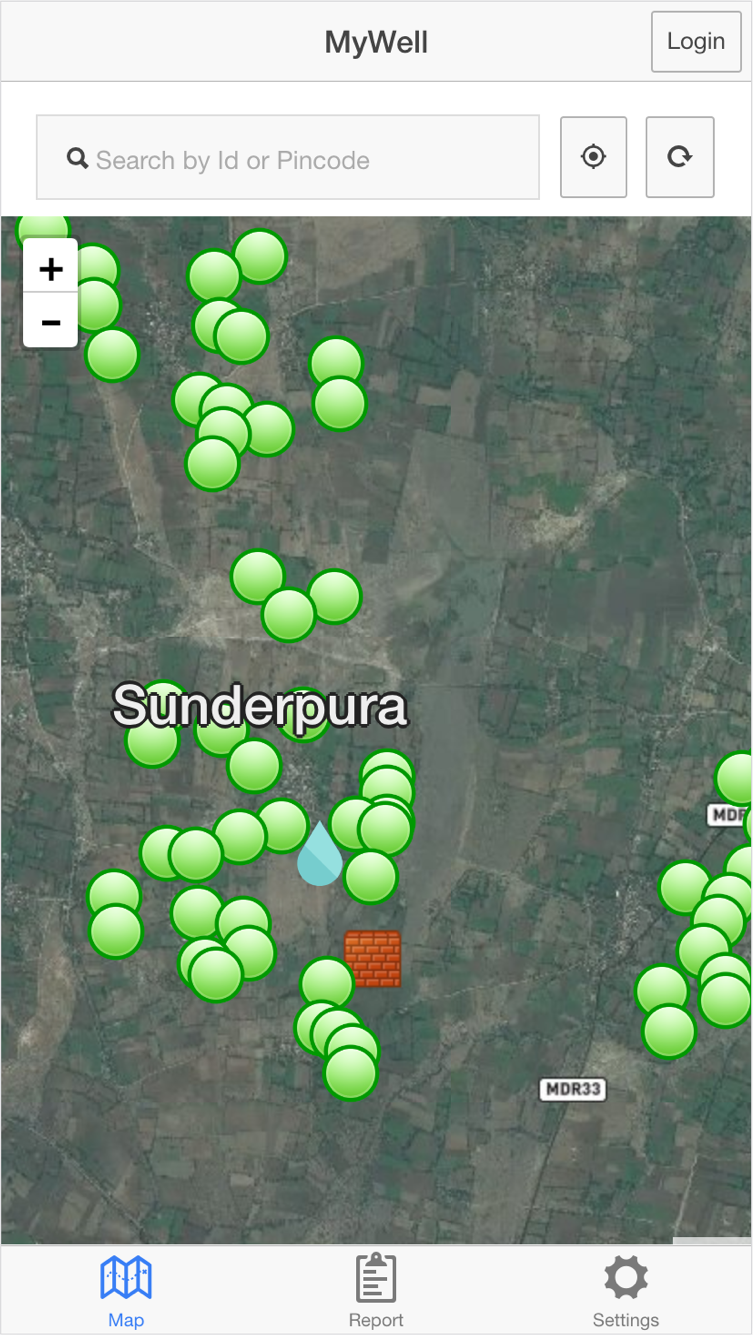 MyWell
Login
Search by Id or Pincode
+
-
Sunderpura
MDR33
Map
Report
Settings